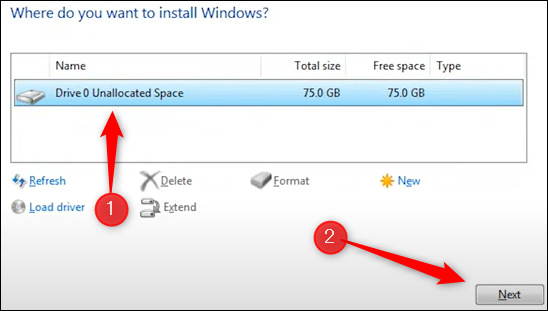 Where do you want to install Windows?
Name Total size Free space Type
Drive 0 Unallocated Space 75.0 GB 75.0 GB
Refresh Delete Format New
Load driver 1 Extend
2
Next